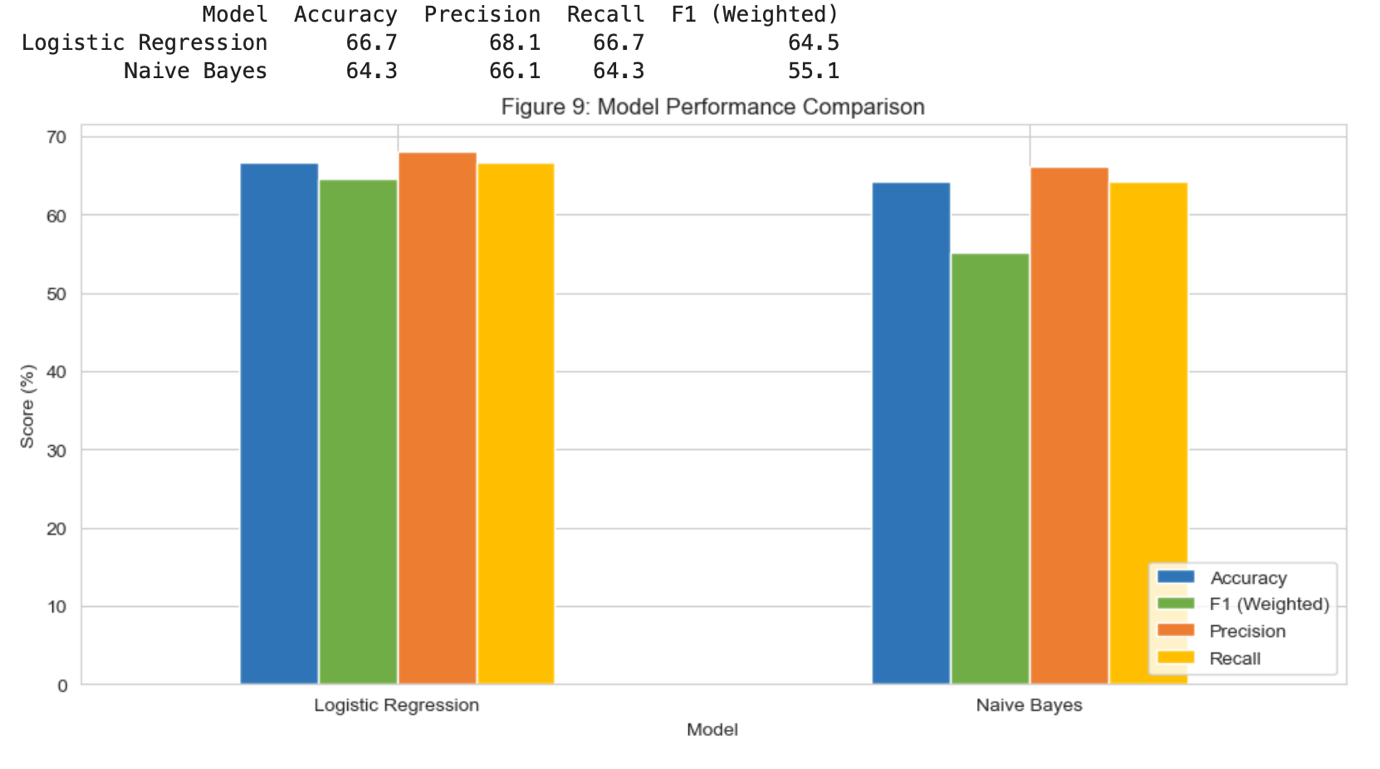 Model Accuracy Precision Recall F1 (Weighted)
Logistic Regression 66.7 68.1 66.7 64.5
Naive Bayes 64.3 66.1 64.3 55.1
Figure 9: Model Performance Comparison
70
60
50
40
30
20
10
0
Score (%)
Accuracy
F1 (Weighted)
Precision
Recall
Logistic Regression Naive Bayes
Model